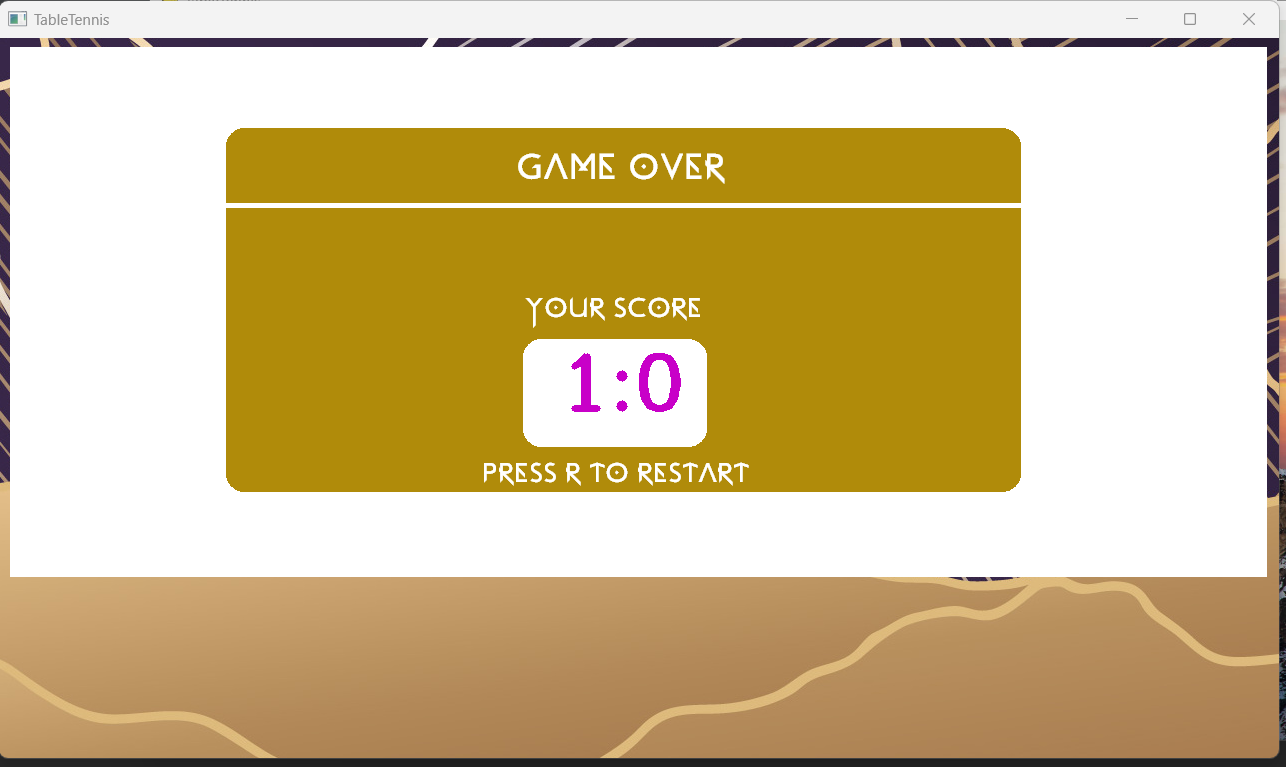 TableTennis
GAME OVER
YOUR SCORE
1:0
PRESS R TO RESTART